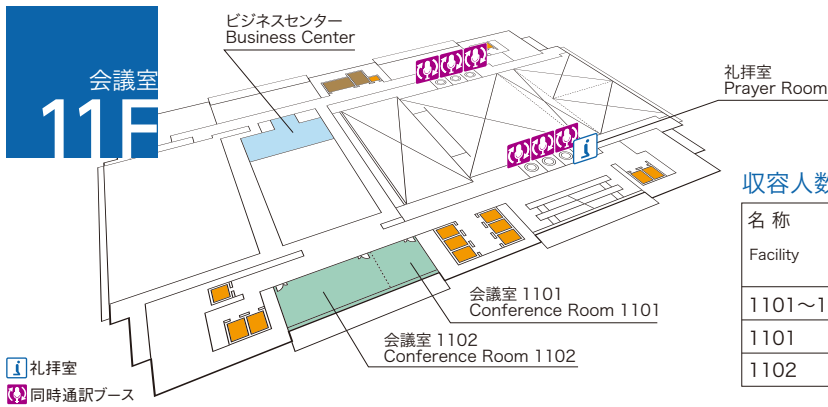 会議室
11F
ビジネスセンター
Business Center
礼拝室
Prayer Room
会議室 1101
Conference Room 1101
会議室 1102
Conference Room 1102
礼拝室
同時通訳ブース
収容人数
名 称
Facility
1101～1
1101
1102